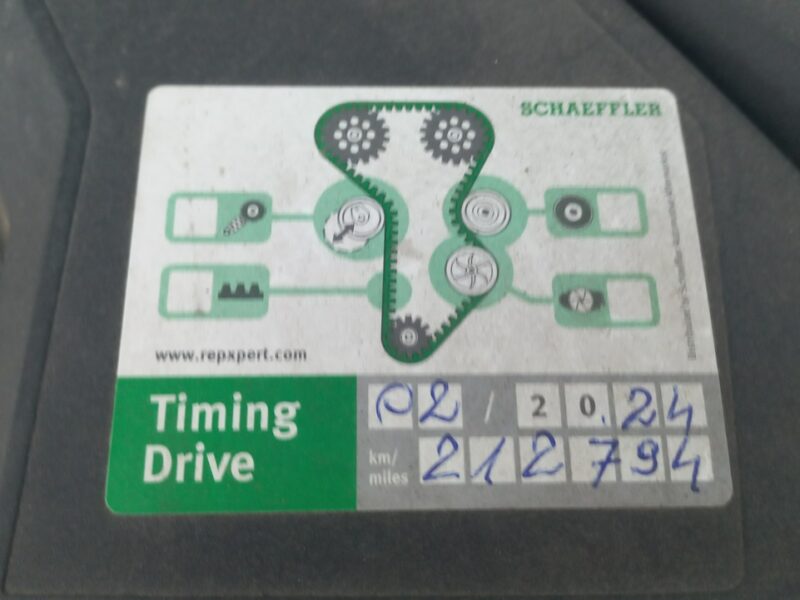 SCHAEFFLER
www.repxpert.com
Timing
Drive
02 / 20.24
km/
miles
212794